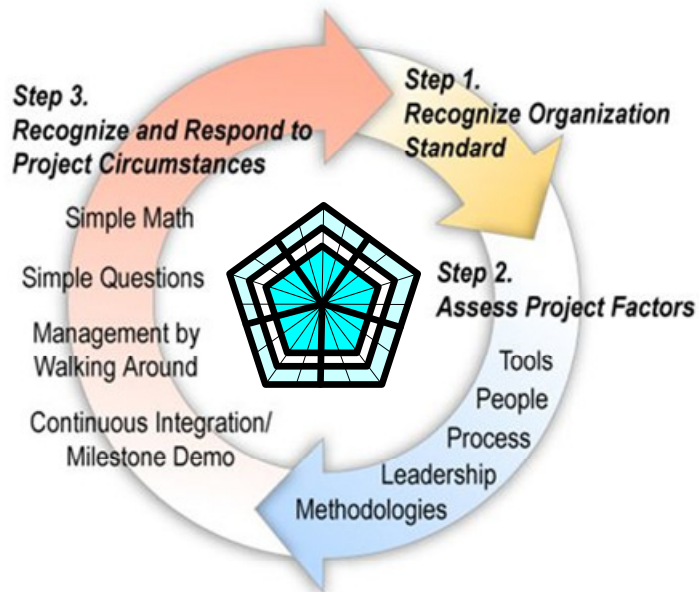 Step 1.
Recognize Organization
Standard
Step 2.
Assess Project Factors
Tools
People
Process
Leadership
Methodologies
Step 3.
Recognize and Respond to
Project Circumstances
Simple Math
Simple Questions
Management by
Walking Around
Continuous Integration/
Milestone Demo